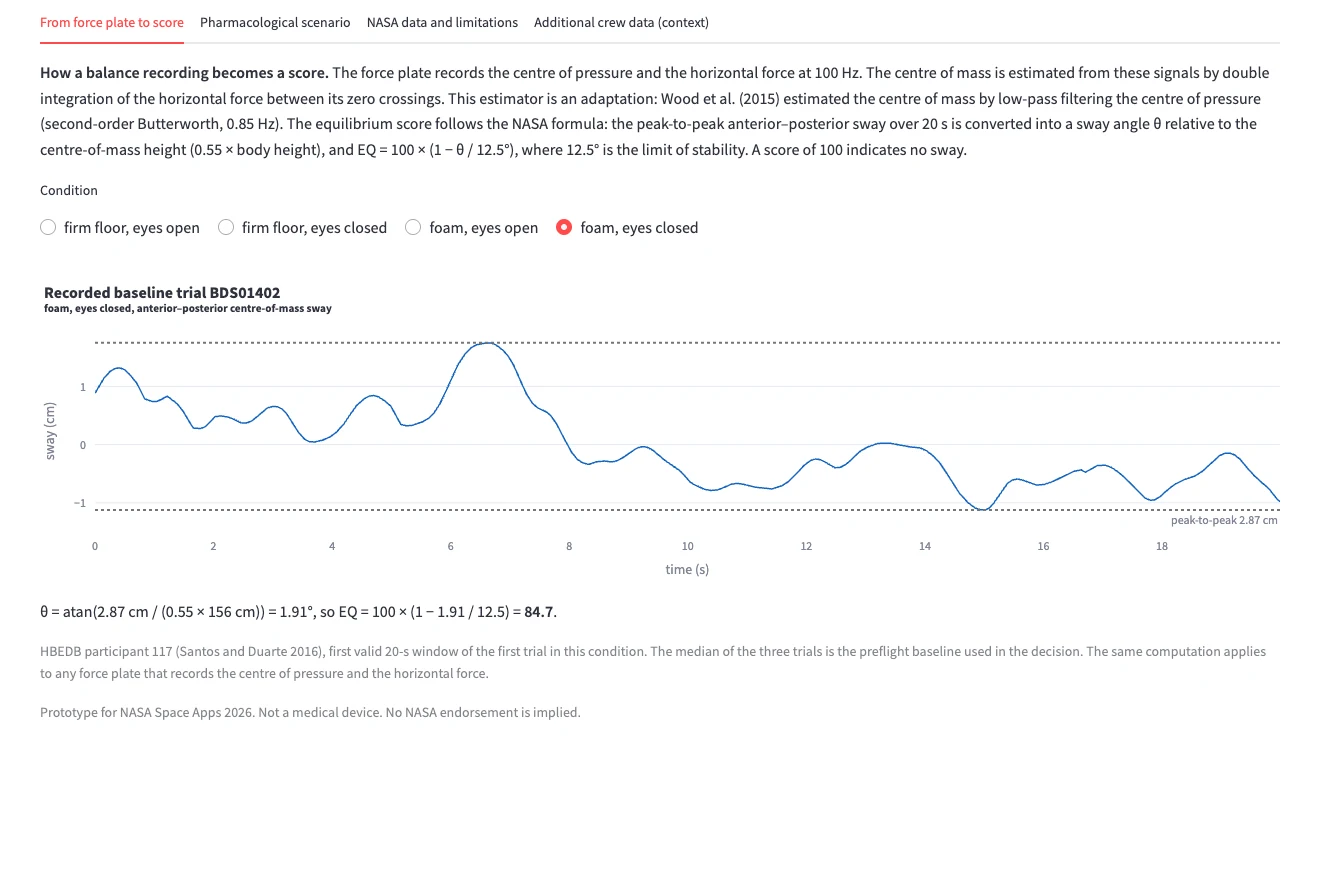 From force plate to score Pharmacological scenario NASA data and limitations Additional crew data (context)
How a balance recording becomes a score. The force plate records the centre of pressure and the horizontal force at 100 Hz. The centre of mass is estimated from these signals by double
integration of the horizontal force between its zero crossings. This estimator is an adaptation: Wood et al. (2015) estimated the centre of mass by low-pass filtering the centre of pressure
(second-order Butterworth, 0.85 Hz). The equilibrium score follows the NASA formula: the peak-to-peak anterior–posterior sway over 20 s is converted into a sway angle θ relative to the
centre-of-mass height (0.55 × body height), and EQ = 100 × (1 − θ / 12.5°), where 12.5° is the limit of stability. A score of 100 indicates no sway.
Condition
firm floor, eyes open firm floor, eyes closed foam, eyes open foam, eyes closed
Recorded baseline trial BDS01402
foam, eyes closed, anterior–posterior centre-of-mass sway
1
sway (cm)
0
−1
peak-to-peak 2.87 cm
0 2 4 6 8 10 12 14 16 18
time (s)
θ = atan(2.87 cm / (0.55 × 156 cm)) = 1.91°, so EQ = 100 × (1 − 1.91 / 12.5) = 84.7.
HBEDB participant 117 (Santos and Duarte 2016), first valid 20-s window of the first trial in this condition. The median of the three trials is the preflight baseline used in the decision. The same computation applies
to any force plate that records the centre of pressure and the horizontal force.
Prototype for NASA Space Apps 2026. Not a medical device. No NASA endorsement is implied.